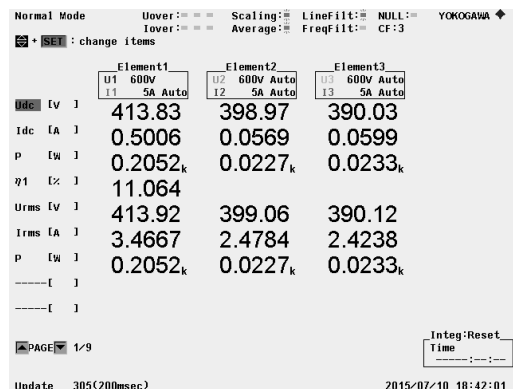 Normal Mode Uover: Scaling: LineFilt: NULL: YOKOGAWA
Iover: Average: FreqFilt: CF:3
+ SET : change items
Element1 Element2 Element3
U1 600V U2 600V Auto U3 600V Auto
I1 5A Auto I2 5A Auto I3 5A Auto
Udc [V ] 413.83 398.97 390.03
Idc [A ] 0.5006 0.0569 0.0599
P [W ] 0.2052k 0.0227k 0.0233k
η1 [% ] 11.064
Urms [V ] 413.92 399.06 390.12
Irms [A ] 3.4667 2.4784 2.4238
P [W ] 0.2052k 0.0227k 0.0233k
-----[ ]
-----[ ]
PAGE 1/9
Integ:Reset
Time
-----:--:--
Update 305(200msec) 2015/07/10 18:42:01